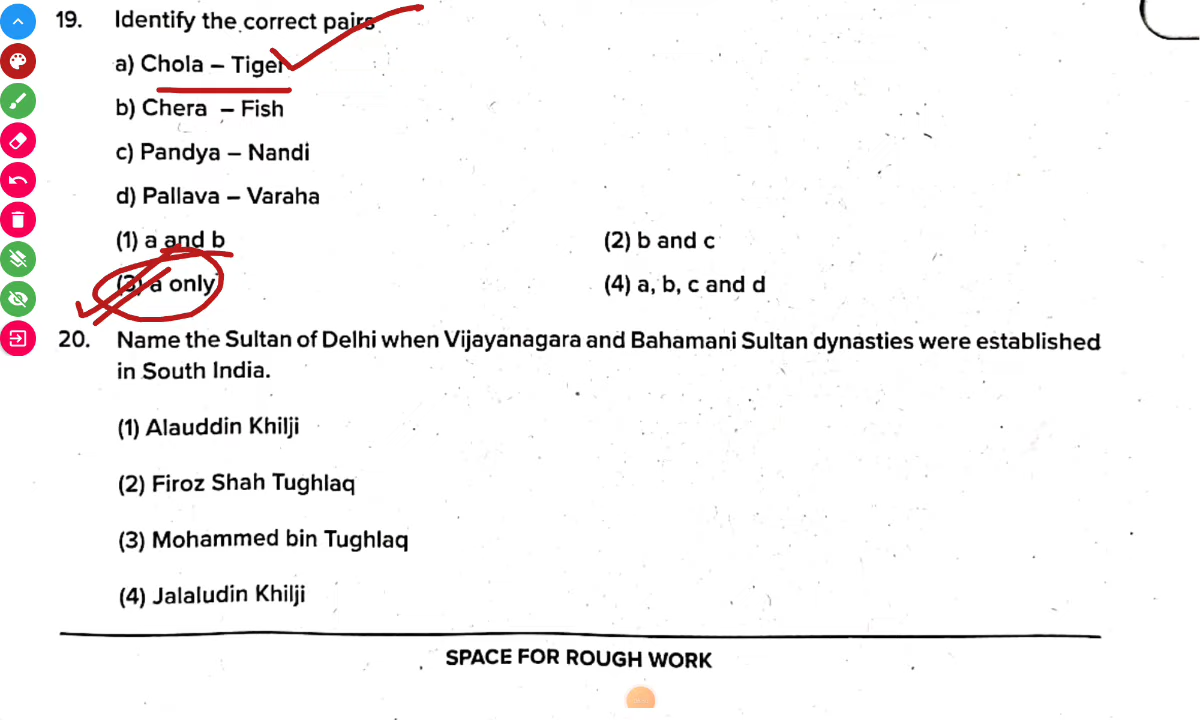 19. Identify the correct pairs
a) Chola – Tiger
b) Chera – Fish
c) Pandya – Nandi
d) Pallava – Varaha
(1) a and b (2) b and c
(3) a only (4) a, b, c and d
20. Name the Sultan of Delhi when Vijayanagara and Bahamani Sultan dynasties were established
in South India.
(1) Alauddin Khilji
(2) Firoz Shah Tughlaq
(3) Mohammed bin Tughlaq
(4) Jalaludin Khilji
SPACE FOR ROUGH WORK